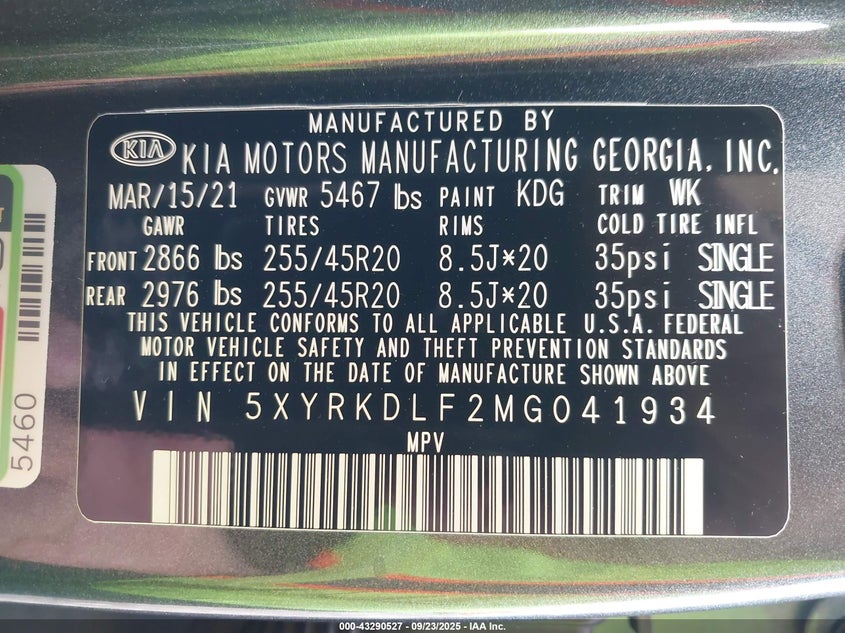 MANUFACTURED BY
KIA KIA MOTORS MANUFACTURING GEORGIA, INC.
MAR/15/21 GVWR 5467 lbs PAINT KDG TRIM WK
GAWR TIRES RIMS COLD TIRE INFL
FRONT 2866 lbs 255/45R20 8.5J×20 35psi SINGLE
REAR 2976 lbs 255/45R20 8.5J×20 35psi SINGLE
THIS VEHICLE CONFORMS TO ALL APPLICABLE U.S.A. FEDERAL
MOTOR VEHICLE SAFETY AND THEFT PREVENTION STANDARDS
IN EFFECT ON THE DATE OF MANUFACTURE SHOWN ABOVE
VIN 5XYRKDLF2MG041934
MPV
5460
000-43290527 - 09/23/2025 - IAA Inc.